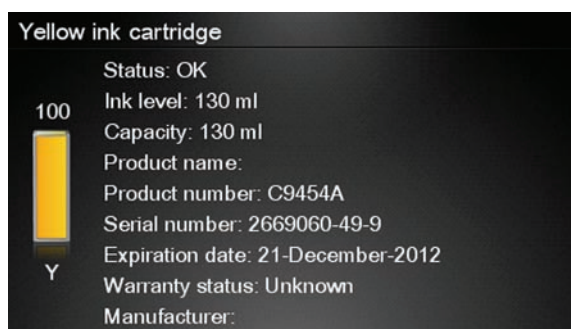 Yellow ink cartridge
Status: OK
100
Ink level: 130 ml
Capacity: 130 ml
Product name:
Product number: C9454A
Serial number: 2669060-49-9
Expiration date: 21-December-2012
Y
Warranty status: Unknown
Manufacturer: